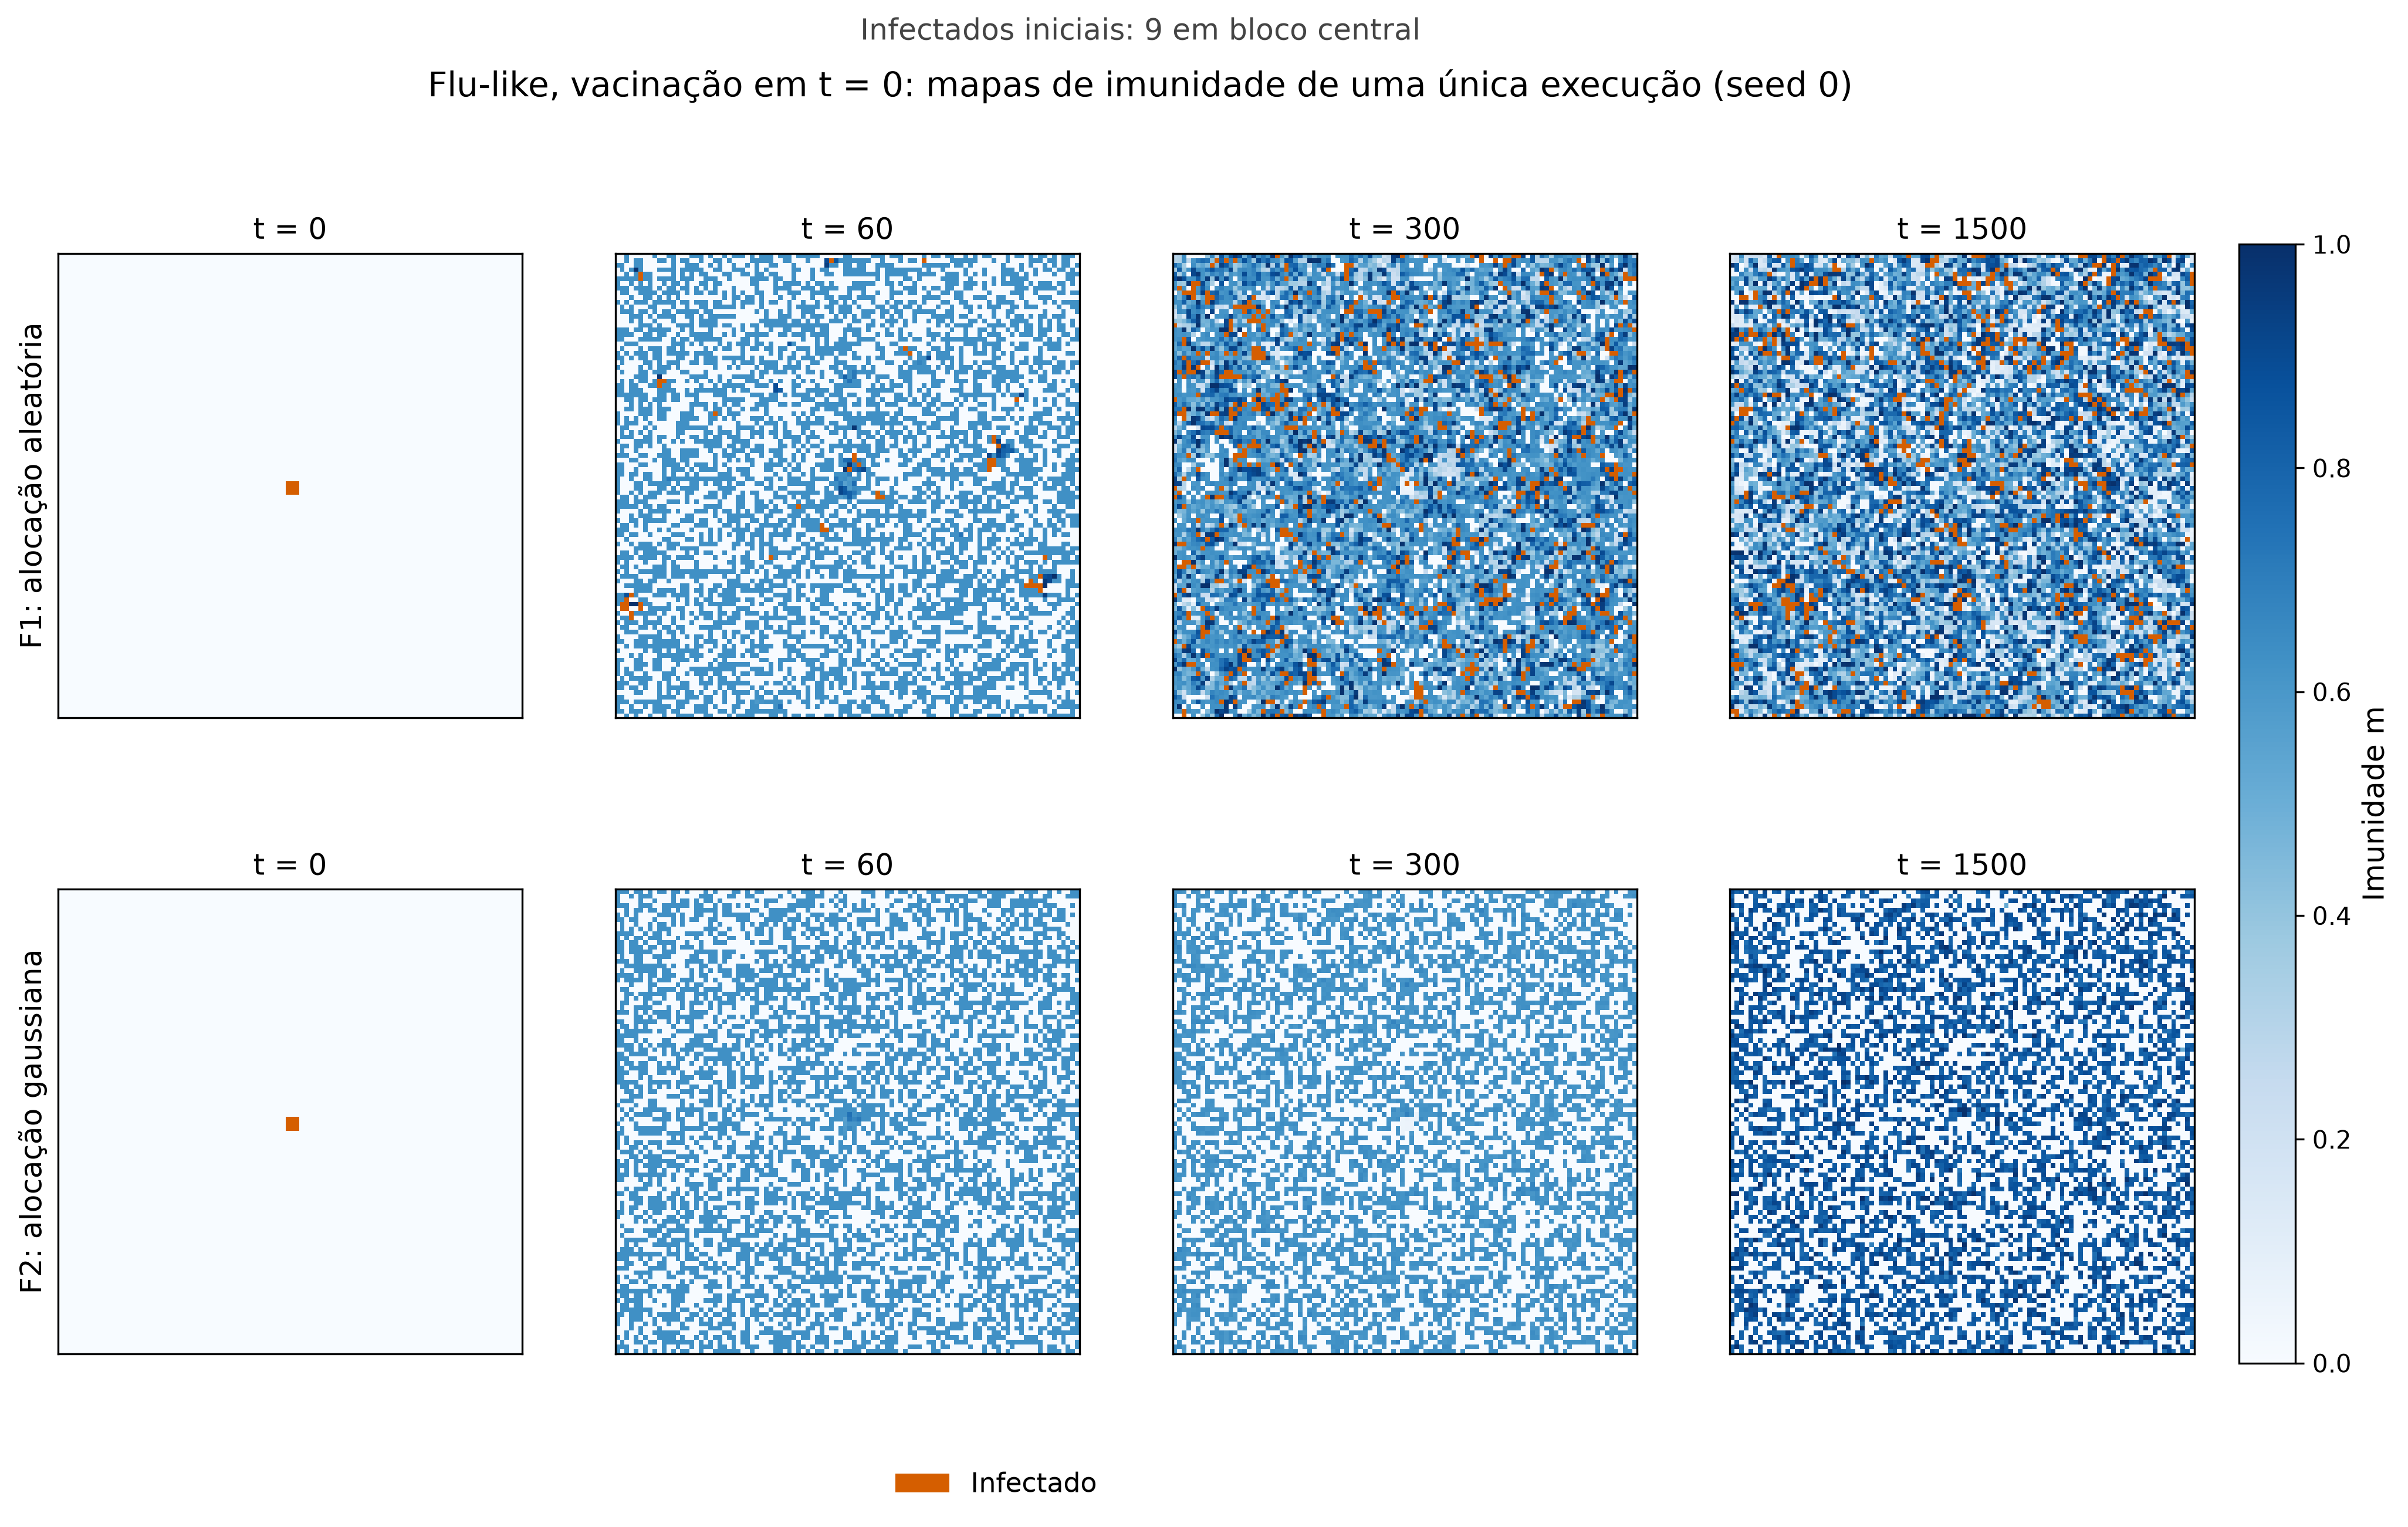 Infectados iniciais: 9 em bloco central
Flu-like, vacinação em t = 0: mapas de imunidade de uma única execução (seed 0)
F1: alocação aleatória
t = 0
t = 60
t = 300
t = 1500
F2: alocação gaussiana
t = 0
t = 60
t = 300
t = 1500
1.0
0.8
0.6
0.4
0.2
0.0
Imunidade m
Infectado